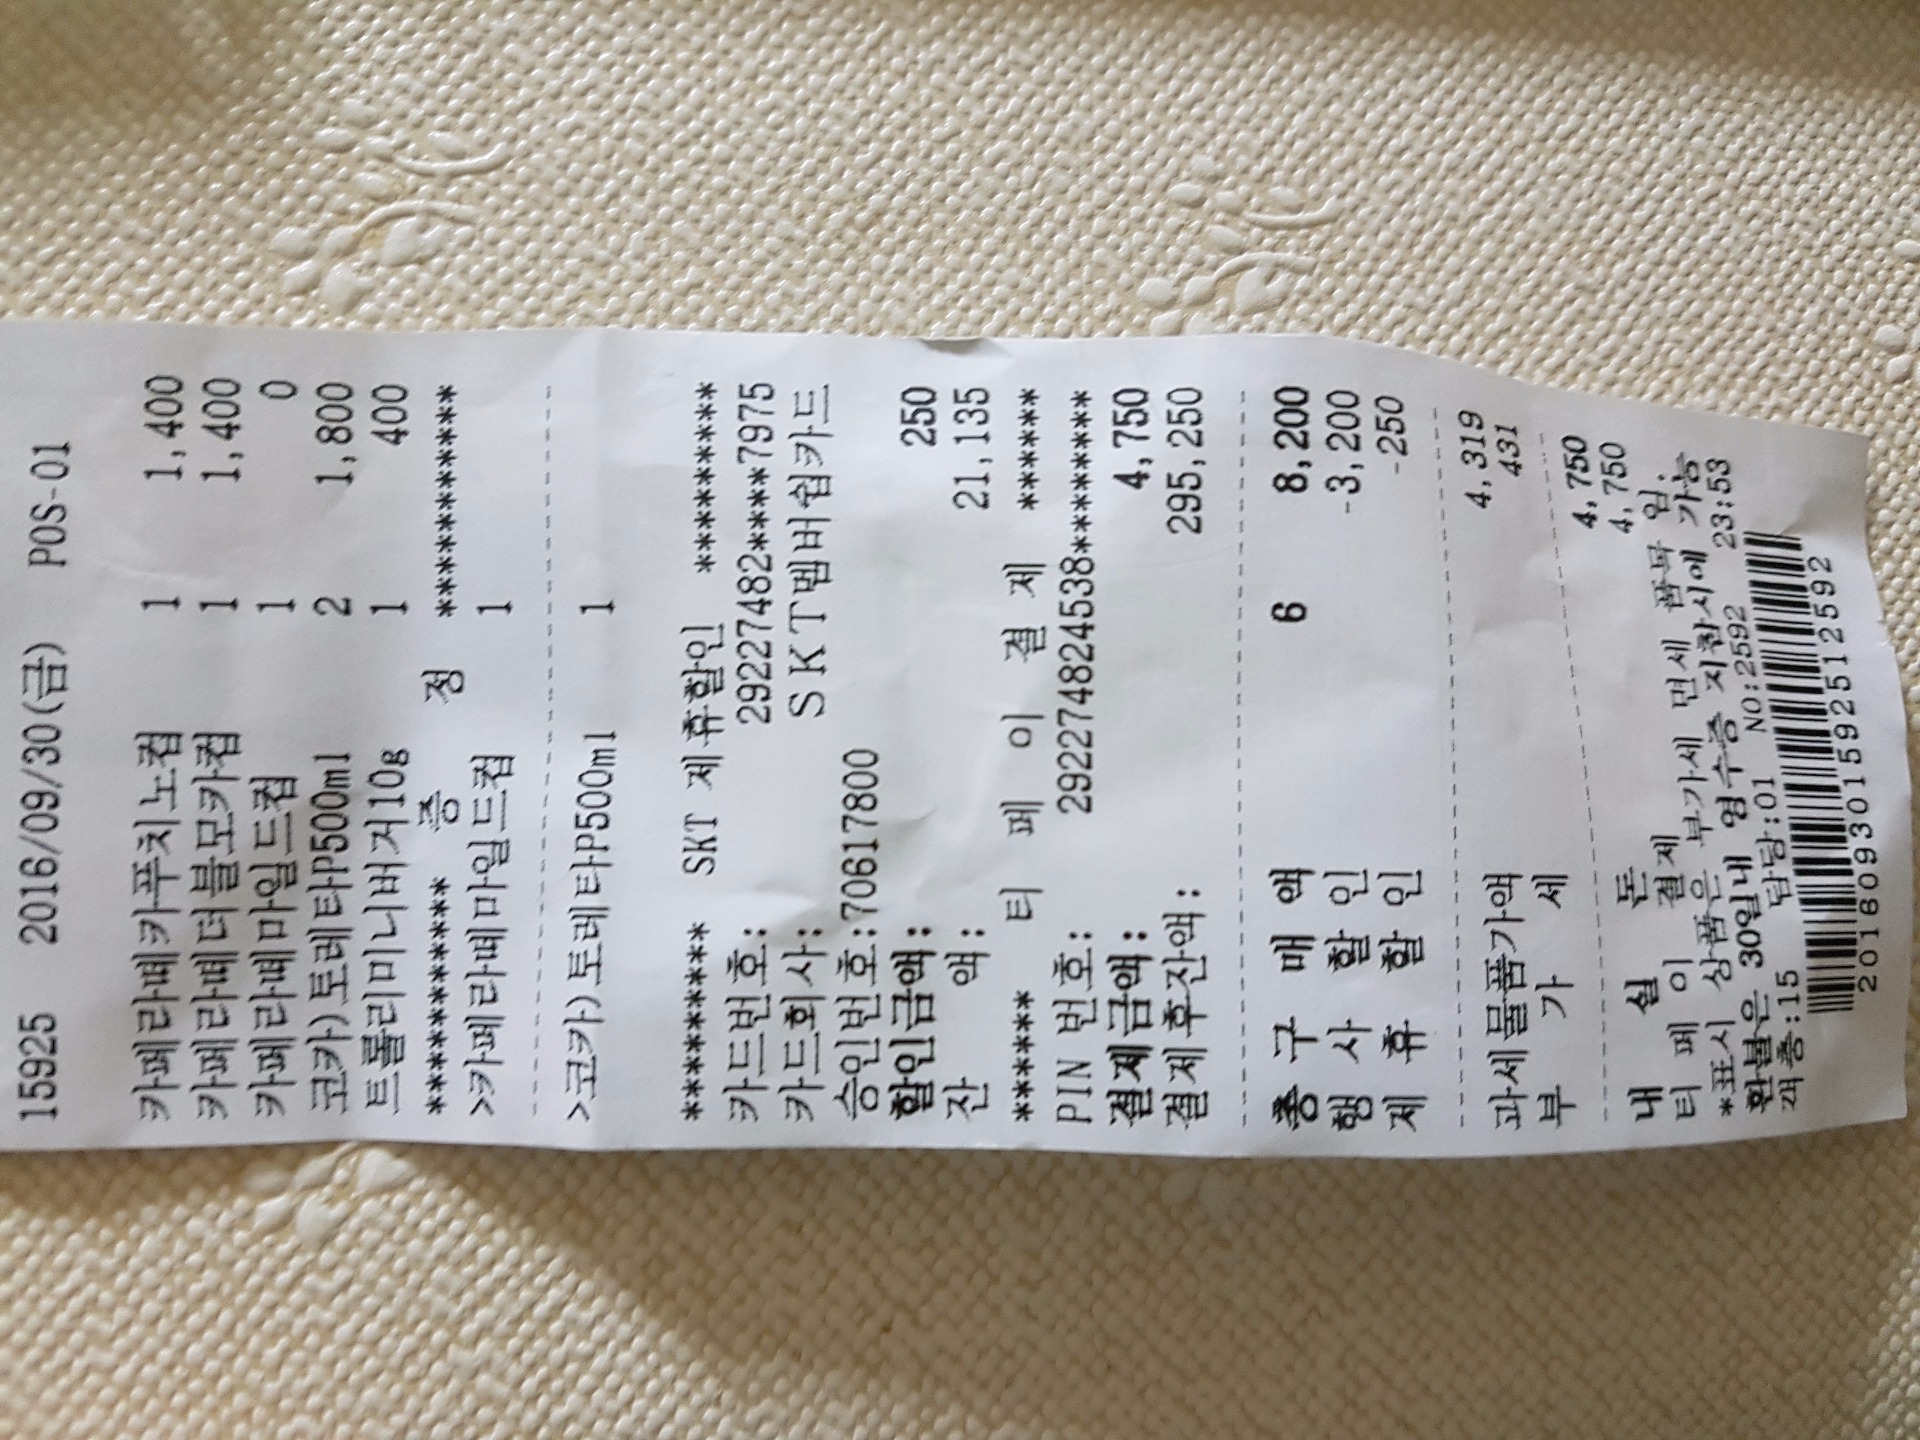 15925 2016/09/30(금) POS-01
카페라떼카푸치노컵 1 1,400
카페라떼더블모카컵 1 1,400
카페라떼마일드컵 1 0
코카)토레타P500ml 2 1,800
트롤리미니버거10g 1 400
************* 증 정 *************
>카페라떼마일드컵 1
>코카)토레타P500ml 1
********** SKT 제휴할인 **********
카드번호: 292277482****7975
카드회사: SKT멤버쉽카드
승인번호:70617800
할인금액: 250
잔 액: 21,135
****** 티 페 이 결 제 ******
PIN 번호: 2922774824538*********
결제금액: 4,750
결제후잔액: 295,250
총 구 매 액 6 8,200
행 사 할 인 -3,200
제 휴 할 인 -250
과세물품가액 4,319
부 가 세 431
내 실 돈 4,750
티 페 이 결제 4,750
*표시 상품은 부가세 면세 품목 임.
환불은 30일내 영수증 지참시에 가능
객층:15 담당:01 NO:2592 23:53
201609301592512592